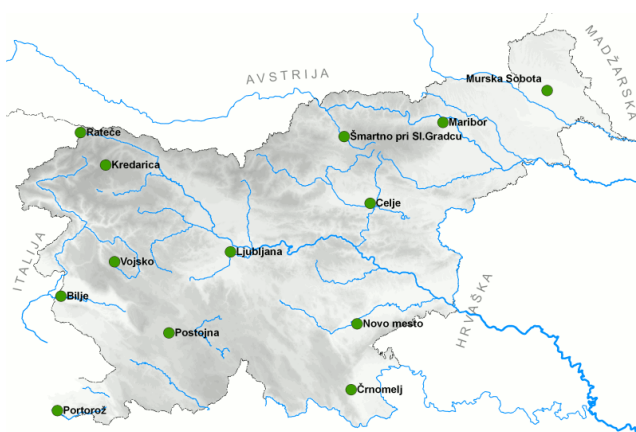 AVSTRIJA
MADŽARSKA
Murska Sobota
Maribor
Rateče
Šmartno pri Sl.Gradcu
Kredarica
Celje
Ljubljana
Vojsko
ITALIJA
Bilje
HRVAŠKA
Novo mesto
Postojna
Črnomelj
Portorož